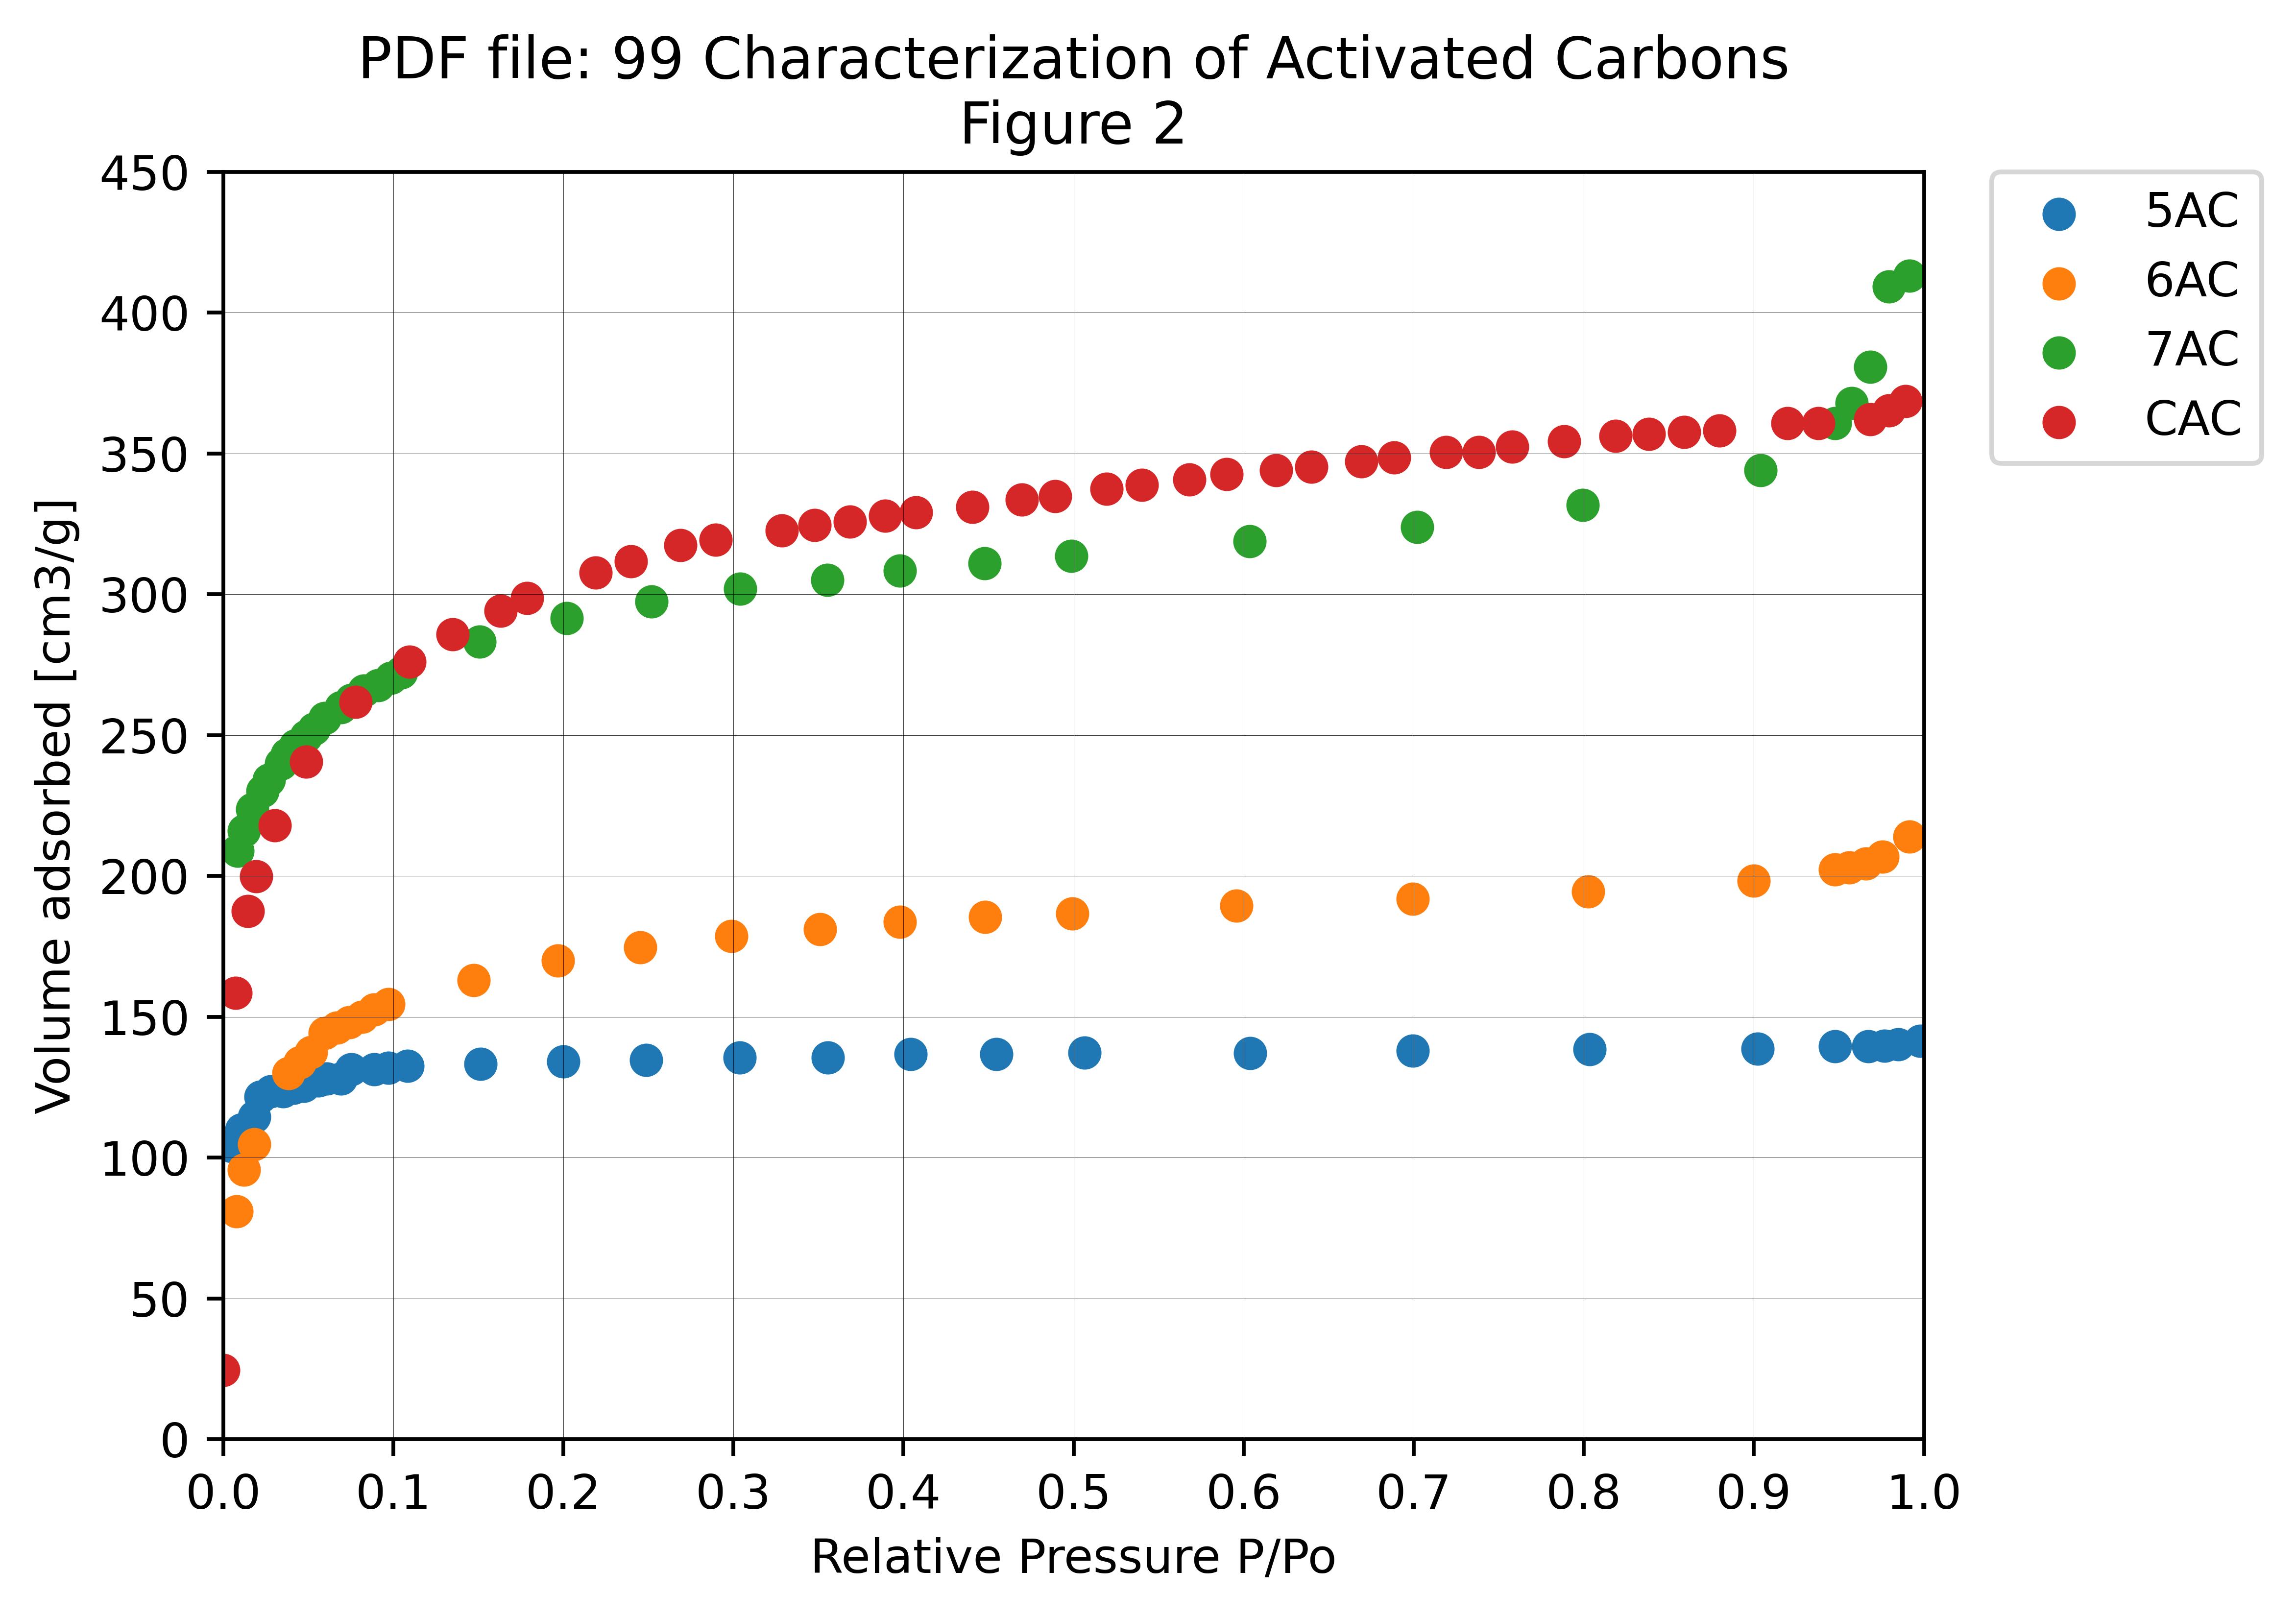 PDF file: 99 Characterization of Activated Carbons
Figure 2
450
400
350
300
250
200
150
100
50
0
Volume adsorbed [cm3/g]
0.0 0.1 0.2 0.3 0.4 0.5 0.6 0.7 0.8 0.9 1.0
Relative Pressure P/Po
5AC
6AC
7AC
CAC